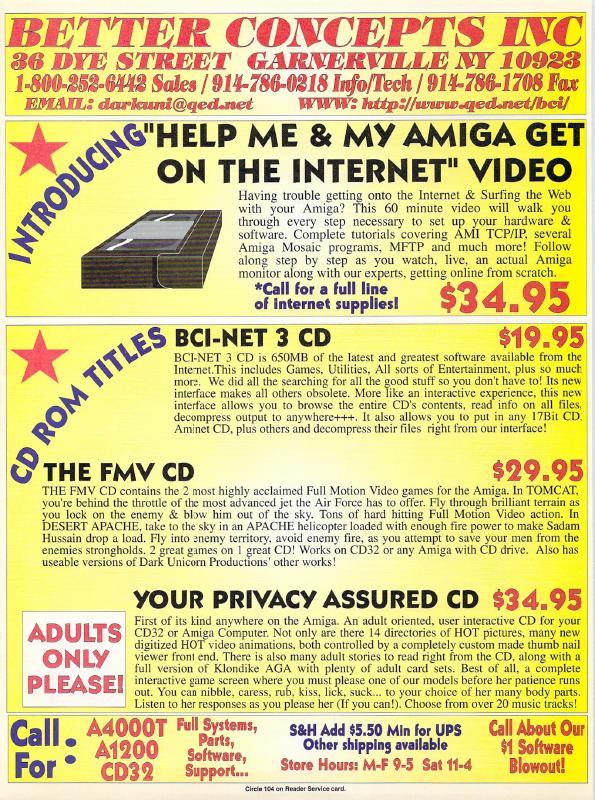 BETTER CONCEPTS INC
36 DYE STREET GARNERVILLE NY 10923
1-800-252-6442 Sales / 914-786-0218 Info/Tech / 914-786-1708 Fax
EMAIL: darkuni@qed.net WWW: http://www.qed.net/bci/
INTRODUCING
"HELP ME & MY AMIGA GET
ON THE INTERNET" VIDEO
Having trouble getting onto the Internet & Surfing the Web
with your Amiga? This 60 minute video will walk you
through every step necessary to set up your hardware &
software. Complete tutorials covering AMI TCP/IP, several
Amiga Mosaic programs, MFTP and much more! Follow
along step by step as you watch, live, an actual Amiga
monitor along with our experts, getting online from scratch.
*Call for a full line
of internet supplies!
$34.95
CD ROM TITLES
BCI-NET 3 CD $19.95
BCI-NET 3 CD is 650MB of the latest and greatest software available from the
Internet.This includes Games, Utilities, All sorts of Entertainment, plus so much
more. We did all the searching for all the good stuff so you don't have to! Its new
interface makes all others obsolete. More like an interactive experience, this new
interface allows you to browse the entire CD's contents, read info on all files,
decompress output to anywhere+++. It also allows you to put in any 17Bit CD,
Aminet CD, plus others and decompress their files right from our interface!
THE FMV CD $29.95
THE FMV CD contains the 2 most highly acclaimed Full Motion Video games for the Amiga. In TOMCAT,
you're behind the throttle of the most advanced jet the Air Force has to offer. Fly through brilliant terrain as
you lock on the enemy & blow him out of the sky. Tons of hard hitting Full Motion Video action. In
DESERT APACHE, take to the sky in an APACHE helicopter loaded with enough fire power to make Sadam
Hussain drop a load. Fly into enemy territory, avoid enemy fire, as you attempt to save your men from the
enemies strongholds. 2 great games on 1 great CD! Works on CD32 or any Amiga with CD drive. Also has
useable versions of Dark Unicorn Productions' other works!
YOUR PRIVACY ASSURED CD $34.95
ADULTS
ONLY
PLEASE!
First of its kind anywhere on the Amiga. An adult oriented, user interactive CD for your
CD32 or Amiga Computer. Not only are there 14 directories of HOT pictures, many new
digitized HOT video animations, both controlled by a completely custom made thumb nail
viewer front end. There is also many adult stories to read right from the CD, along with a
full version of Klondike AGA with plenty of adult card sets. Best of all, a complete
interactive game screen where you must please one of our models before her patience runs
out. You can nibble, caress, rub, kiss, lick, suck... to your choice of her many body parts.
Listen to her responses as you please her (If you can!). Choose from over 20 music tracks!
Call
For :
A4000T
A1200
CD32
Full Systems,
Parts,
Software,
Support...
S&H Add $5.50 Min for UPS
Other shipping available
Store Hours: M-F 9-5 Sat 11-4
Call About Our
$1 Software
Blowout!
Circle 104 on Reader Service card.